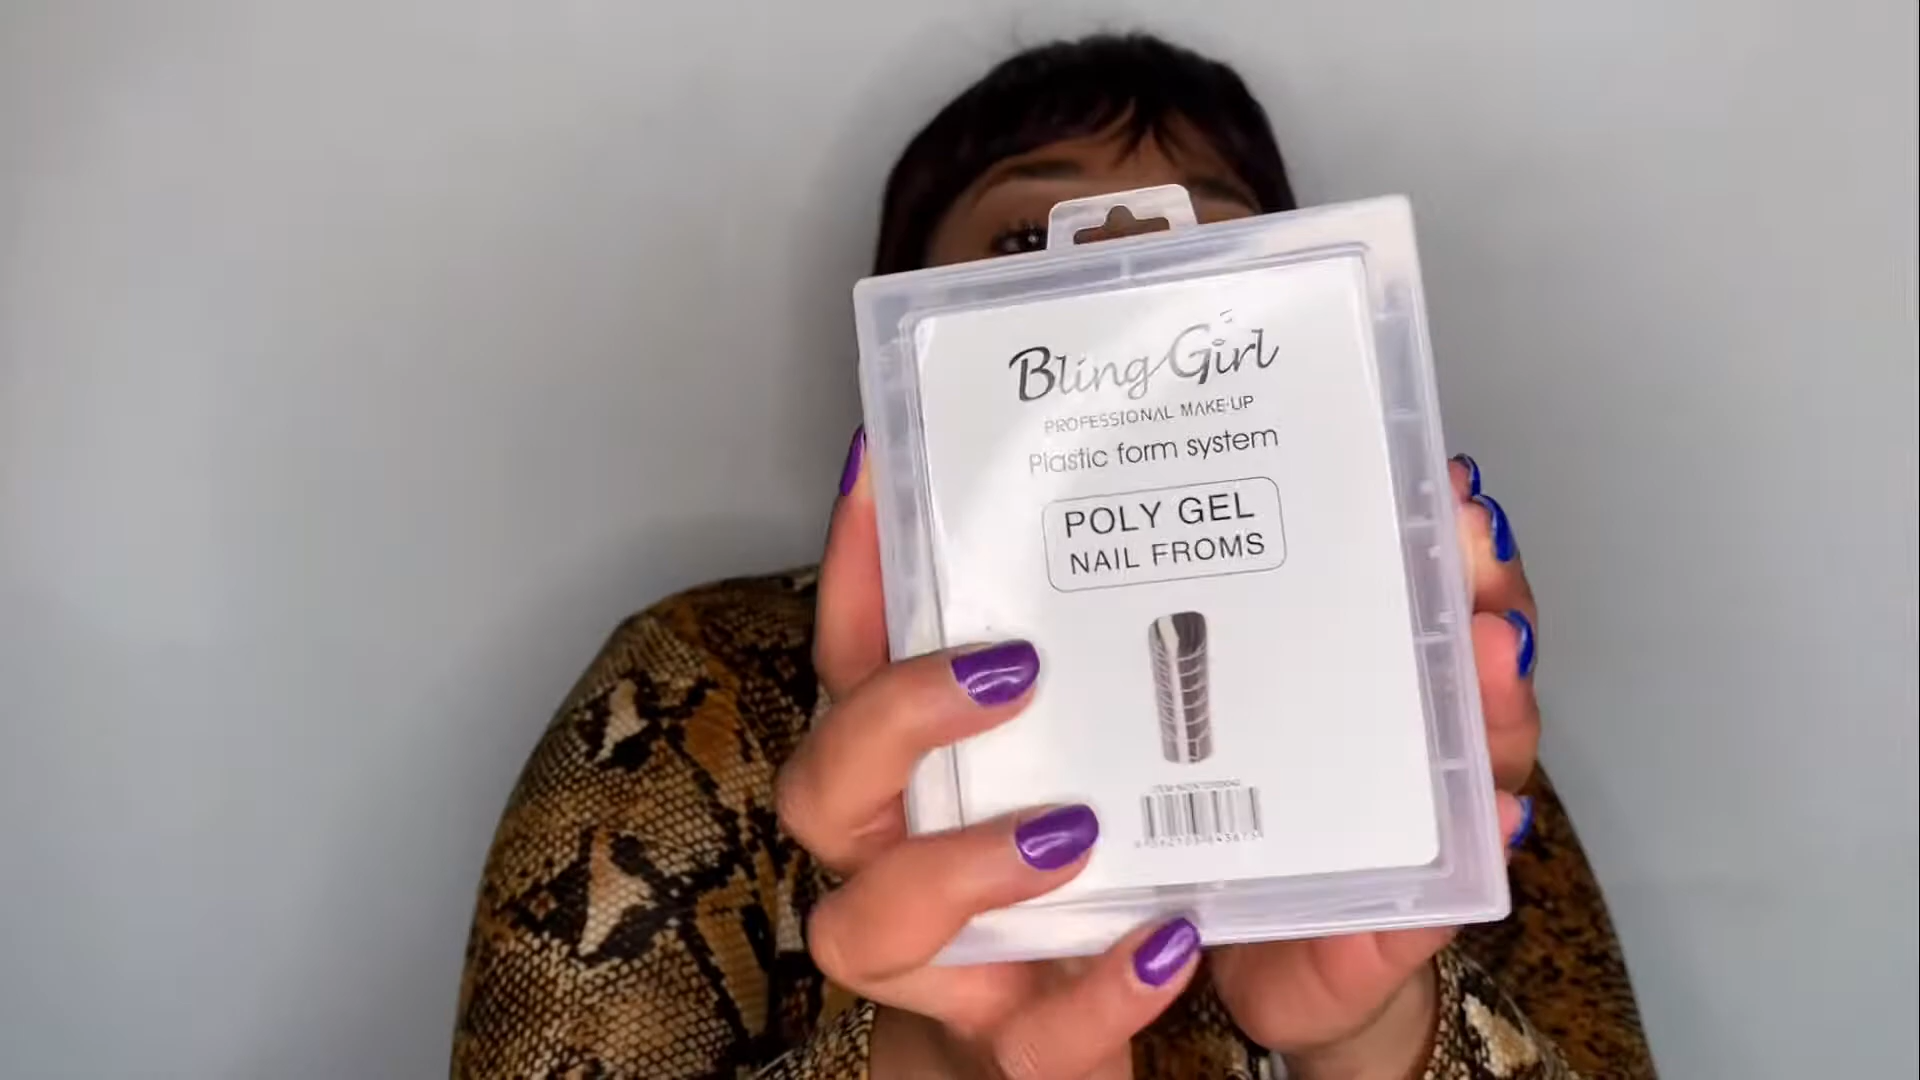 Bling Girl
PROFESSIONAL MAKE-UP
Plastic form system
POLY GEL
NAIL FROMS